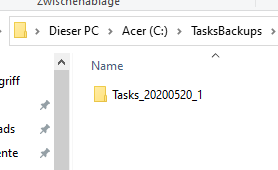 Zwischenablage
Dieser PC > Acer (C:) > TasksBackups
Name
griff
Tasks_20200520_1
ads
ente